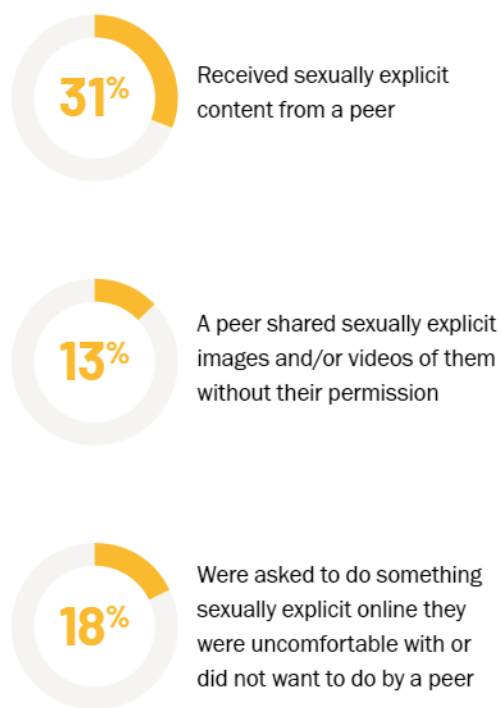 31%
Received sexually explicit
content from a peer
13%
A peer shared sexually explicit
images and/or videos of them
without their permission
18%
Were asked to do something
sexually explicit online they
were uncomfortable with or
did not want to do by a peer